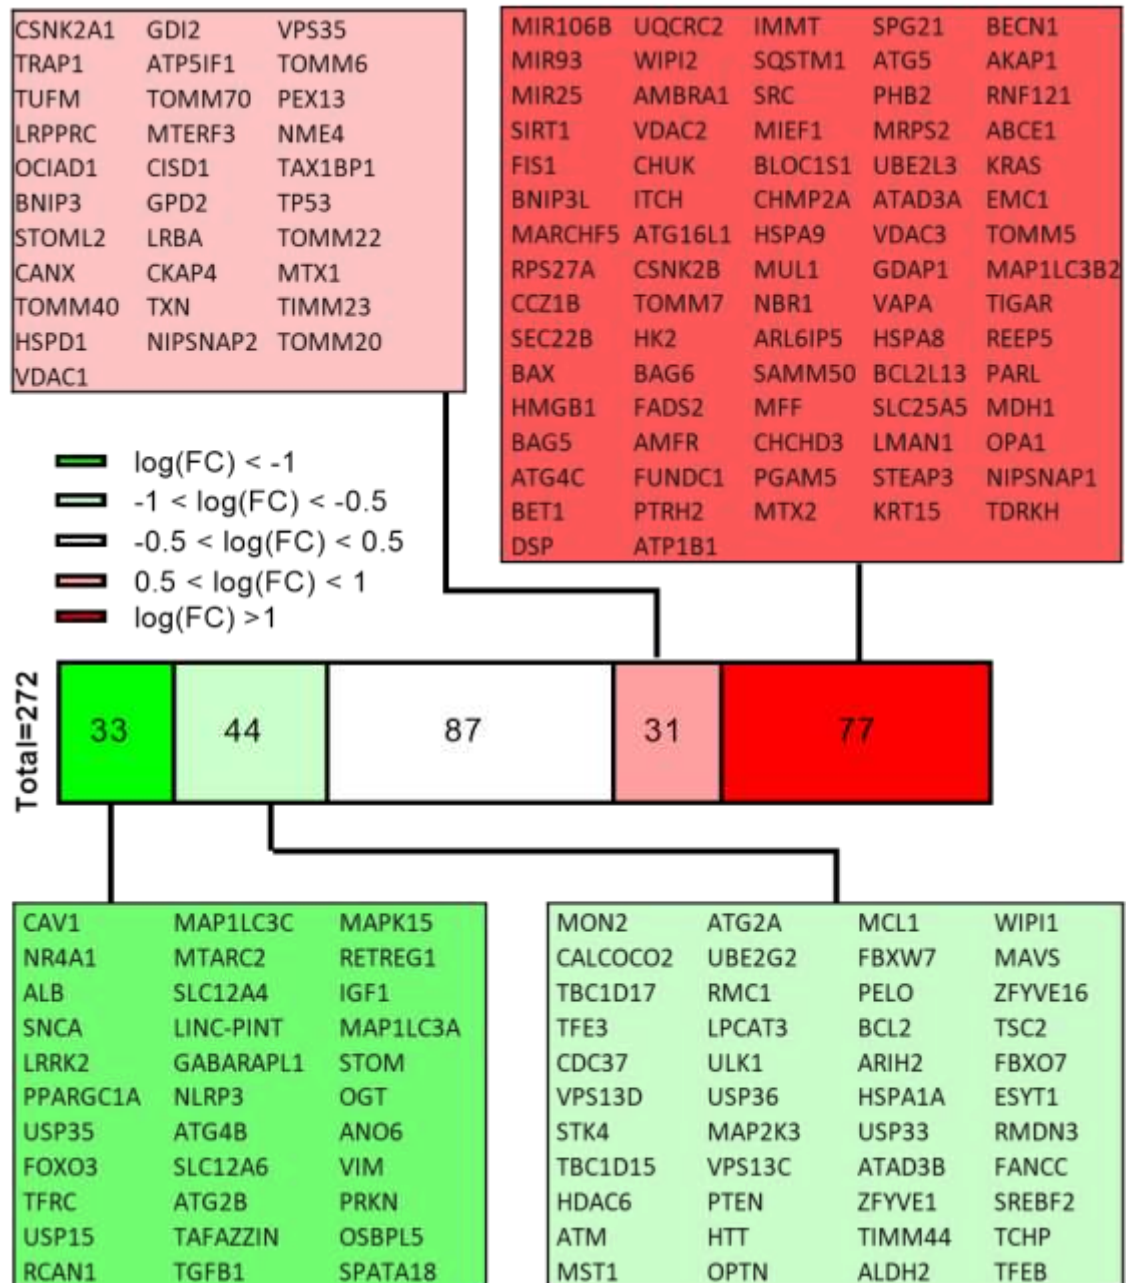 CSNK2A1 GDI2 VPS35
TRAP1 ATP5IF1 TOMM6
TUFM TOMM70 PEX13
LRPPRC MTERF3 NME4
OCIAD1 CISD1 TAX1BP1
BNIP3 GPD2 TP53
STOML2 LRBA TOMM22
CANX CKAP4 MTX1
TOMM40 TXN TIMM23
HSPD1 NIPSNAP2 TOMM20
VDAC1
MIR106B UQCRC2 IMMT SPG21 BECN1
MIR93 WIPI2 SQSTM1 ATG5 AKAP1
MIR25 AMBRA1 SRC PHB2 RNF121
SIRT1 VDAC2 MIEF1 MRPS2 ABCE1
FIS1 CHUK BLOC1S1 UBE2L3 KRAS
BNIP3L ITCH CHMP2A ATAD3A EMC1
MARCHF5 ATG16L1 HSPA9 VDAC3 TOMM5
RPS27A CSNK2B MUL1 GDAP1 MAP1LC3B2
CCZ1B TOMM7 NBR1 VAPA TIGAR
SEC22B HK2 ARL6IP5 HSPA8 REEP5
BAX BAG6 SAMM50 BCL2L13 PARL
HMGB1 FADS2 MFF SLC25A5 MDH1
BAG5 AMFR CHCHD3 LMAN1 OPA1
ATG4C FUNDC1 PGAM5 STEAP3 NIPSNAP1
BET1 PTRH2 MTX2 KRT15 TDRKH
DSP ATP1B1
log(FC) < -1
-1 < log(FC) < -0.5
-0.5 < log(FC) < 0.5
0.5 < log(FC) < 1
log(FC) >1
Total=272
33 44 87 31 77
CAV1 MAP1LC3C MAPK15
NR4A1 MTARC2 RETREG1
ALB SLC12A4 IGF1
SNCA LINC-PINT MAP1LC3A
LRRK2 GABARAPL1 STOM
PPARGC1A NLRP3 OGT
USP35 ATG4B ANO6
FOXO3 SLC12A6 VIM
TFRC ATG2B PRKN
USP15 TAFAZZIN OSBPL5
RCAN1 TGFB1 SPATA18
MON2 ATG2A MCL1 WIPI1
CALCOCO2 UBE2G2 FBXW7 MAVS
TBC1D17 RMC1 PELO ZFYVE16
TFE3 LPCAT3 BCL2 TSC2
CDC37 ULK1 ARIH2 FBXO7
VPS13D USP36 HSPA1A ESYT1
STK4 MAP2K3 USP33 RMDN3
TBC1D15 VPS13C ATAD3B FANCC
HDAC6 PTEN ZFYVE1 SREBF2
ATM HTT TIMM44 TCHP
MST1 OPTN ALDH2 TFEB